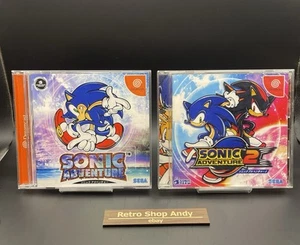 SONIC
ADVENTURE
SEGA
SONIC
ADVENTURE 2
SEGA
Retro Shop Andy
ebay